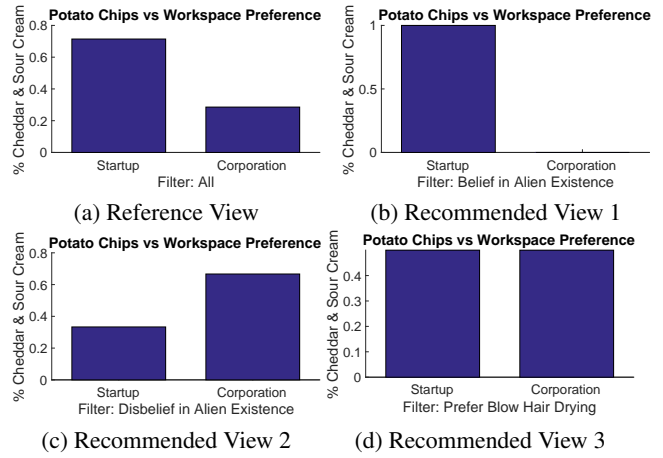 Potato Chips vs Workspace Preference
% Cheddar & Sour Cream
0.8
0.6
0.4
0.2
0
Startup
Corporation
Filter: All
(a) Reference View
Potato Chips vs Workspace Preference
% Cheddar & Sour Cream
1
0.5
0
Startup
Corporation
Filter: Belief in Alien Existence
(b) Recommended View 1
Potato Chips vs Workspace Preference
% Cheddar & Sour Cream
0.8
0.6
0.4
0.2
0
Startup
Corporation
Filter: Disbelief in Alien Existence
(c) Recommended View 2
Potato Chips vs Workspace Preference
% Cheddar & Sour Cream
0.4
0.3
0.2
0.1
0
Startup
Corporation
Filter: Prefer Blow Hair Drying
(d) Recommended View 3